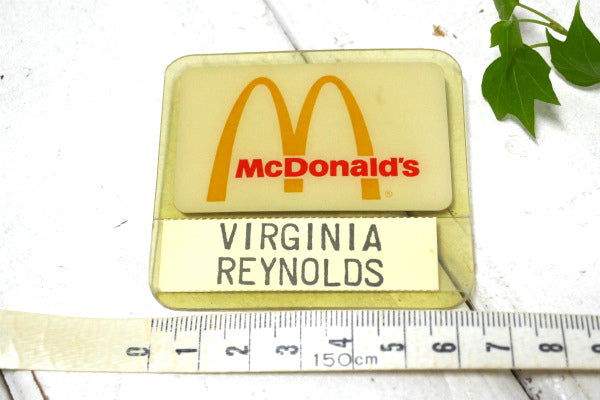 McDonald's
®
VIRGINIA
REYNOLDS
0 1 2 3 4 5 6 7 8
150cm